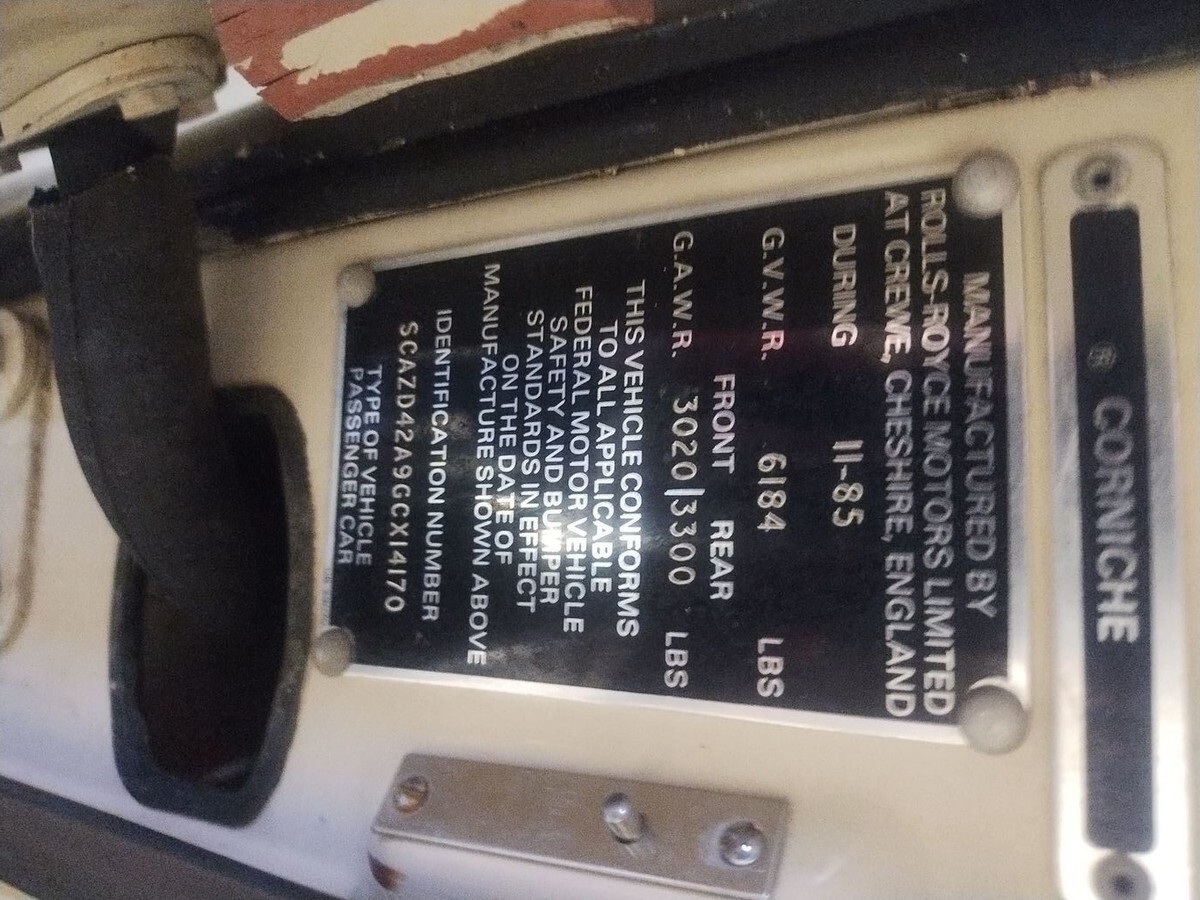 ® CORNICHE
MANUFACTURED BY
ROLLS-ROYCE MOTORS LIMITED
AT CREWE, CHESHIRE, ENGLAND
DURING 11-85
G.V.W.R. 6184 LBS
FRONT REAR
G.A.W.R. 3020/3300 LBS
THIS VEHICLE CONFORMS
TO ALL APPLICABLE
FEDERAL MOTOR VEHICLE
SAFETY AND BUMPER
STANDARDS IN EFFECT
ON THE DATE OF
MANUFACTURE SHOWN ABOVE
IDENTIFICATION NUMBER
SCAZD42A9GCX14170
TYPE OF VEHICLE
PASSENGER CAR